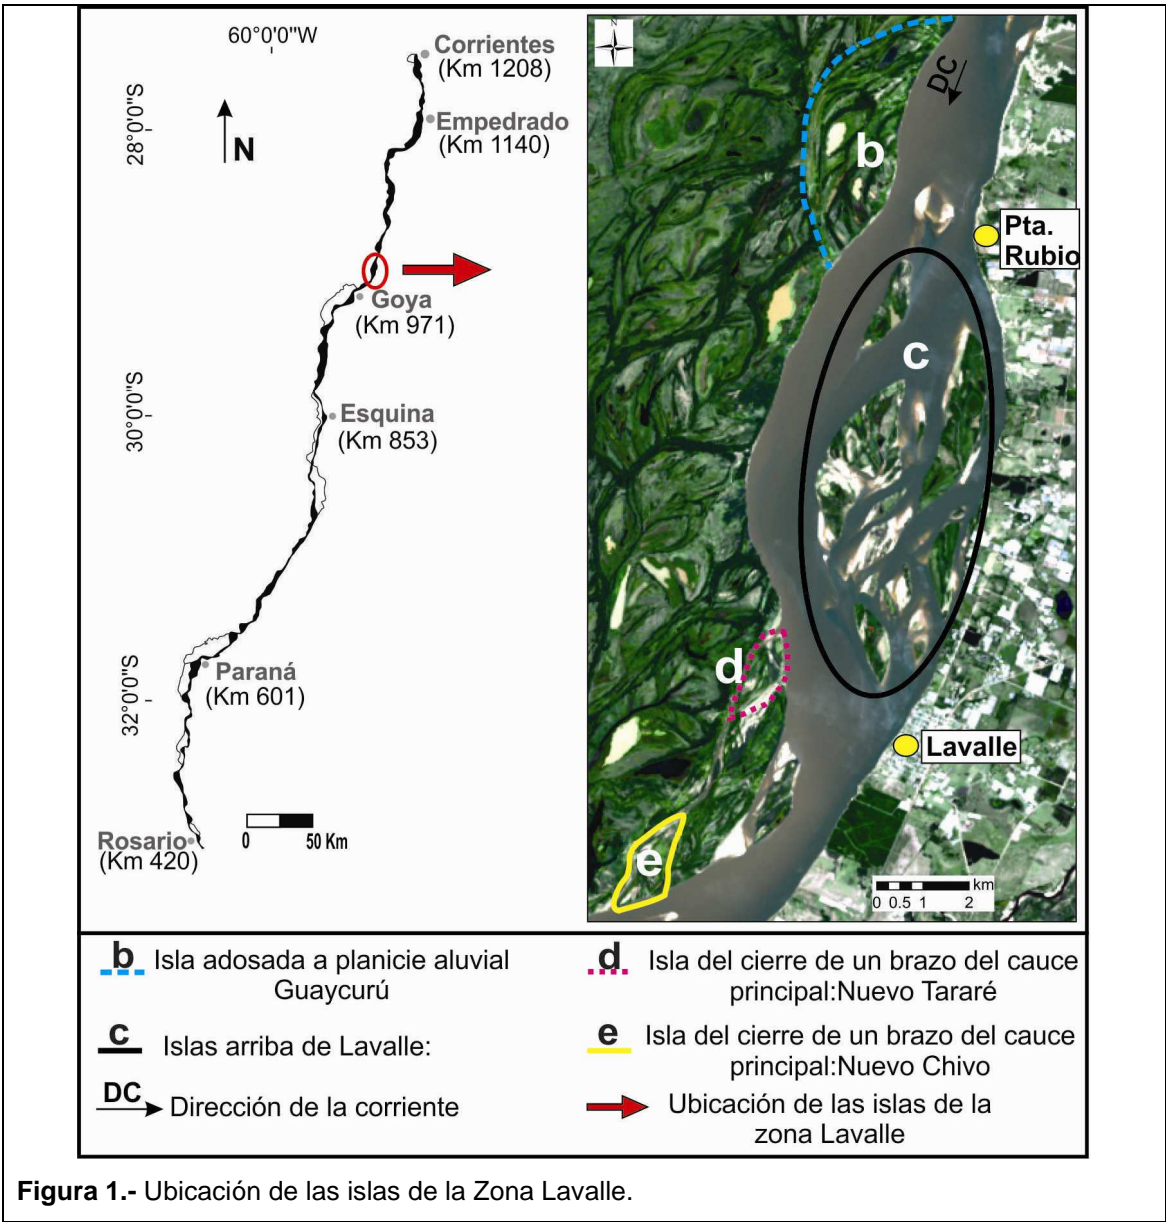 60°0'0"W
Corrientes
(Km 1208)
28°0'0"S
Empedrado
(Km 1140)
N
Goya
(Km 971)
30°0'0"S
Esquina
(Km 853)
32°0'0"S
Paraná
(Km 601)
Rosario
(Km 420)
0 50 Km
N
DC
b
Pta.
Rubio
c
d
Lavalle
e
km
0 0.5 1 2
b Isla adosada a planicie aluvial
Guaycurú
c Islas arriba de Lavalle:
DC Dirección de la corriente
d Isla del cierre de un brazo del cauce
principal:Nuevo Tararé
e Isla del cierre de un brazo del cauce
principal:Nuevo Chivo
Ubicación de las islas de la
zona Lavalle
Figura 1.- Ubicación de las islas de la Zona Lavalle.